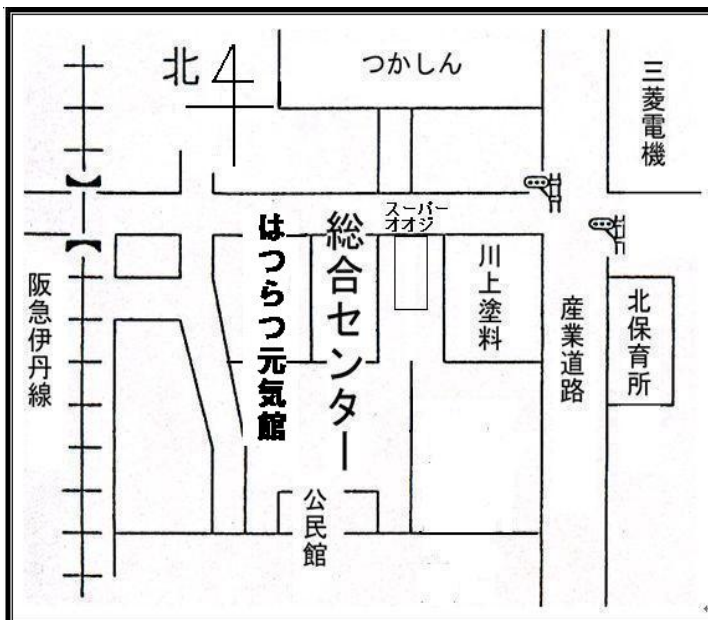 北
つかしん
三菱電機
スーパー
オオジ
はつらつ元気館
総合センター
川上塗料
阪急伊丹線
産業道路
北保育所
公民館